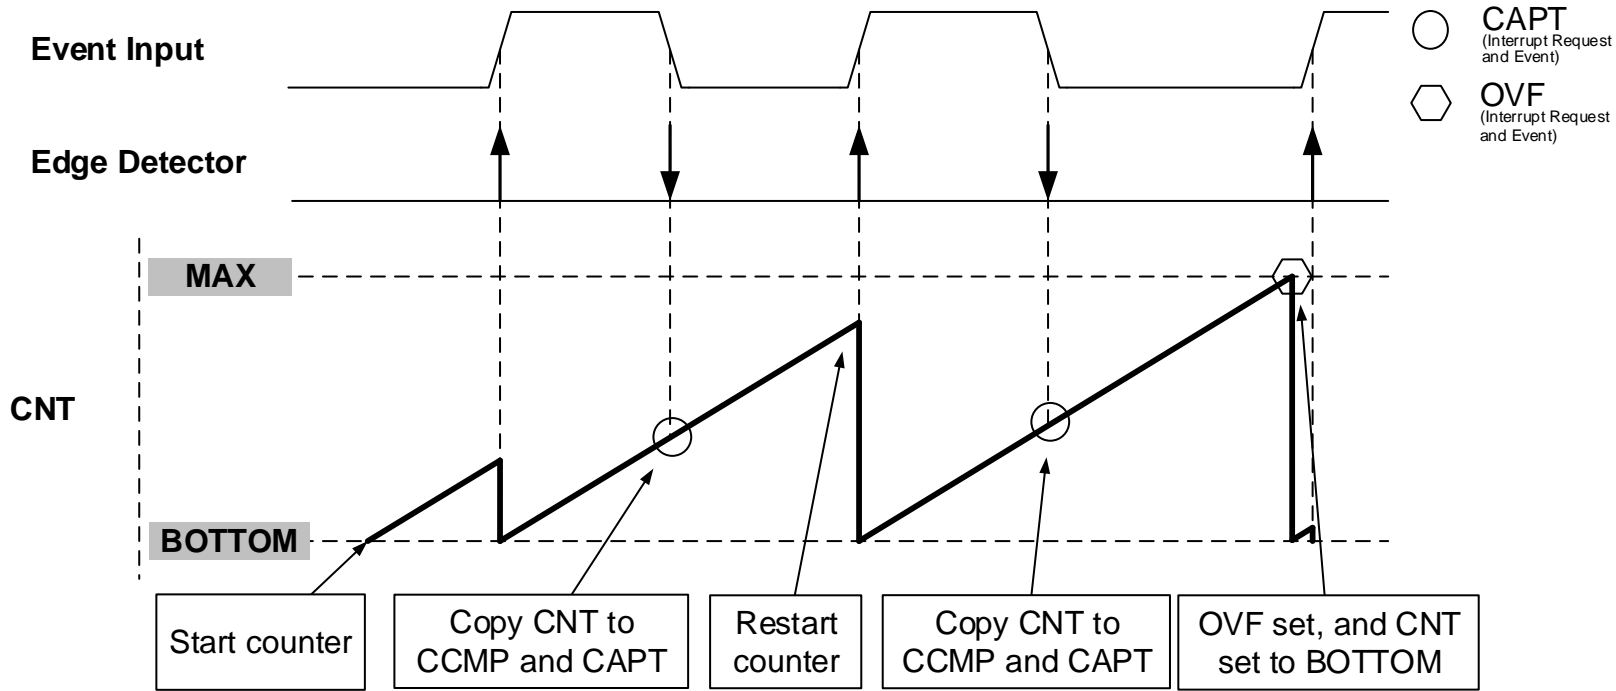 Event Input
CAPT
(Interrupt Request
and Event)
OVF
(Interrupt Request
and Event)
Edge Detector
MAX
CNT
BOTTOM
Start counter
Copy CNT to
CCMP and CAPT
Restart
counter
Copy CNT to
CCMP and CAPT
OVF set, and CNT
set to BOTTOM